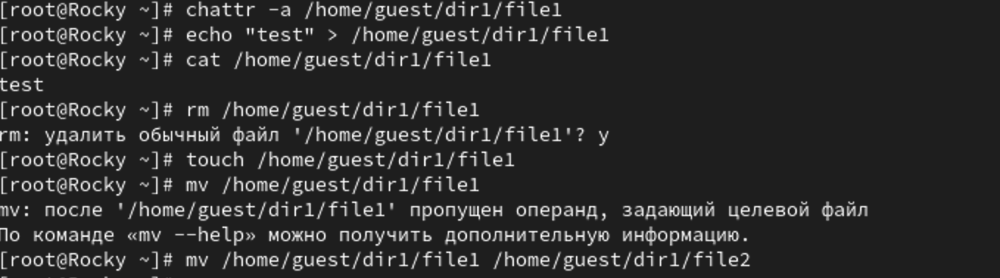 [root@Rocky ~]# chattr -a /home/guest/dir1/file1
[root@Rocky ~]# echo "test" > /home/guest/dir1/file1
[root@Rocky ~]# cat /home/guest/dir1/file1
test
[root@Rocky ~]# rm /home/guest/dir1/file1
rm: удалить обычный файл '/home/guest/dir1/file1'? y
[root@Rocky ~]# touch /home/guest/dir1/file1
[root@Rocky ~]# mv /home/guest/dir1/file1
mv: после '/home/guest/dir1/file1' пропущен операнд, задающий целевой файл
По команде «mv --help» можно получить дополнительную информацию.
[root@Rocky ~]# mv /home/guest/dir1/file1 /home/guest/dir1/file2